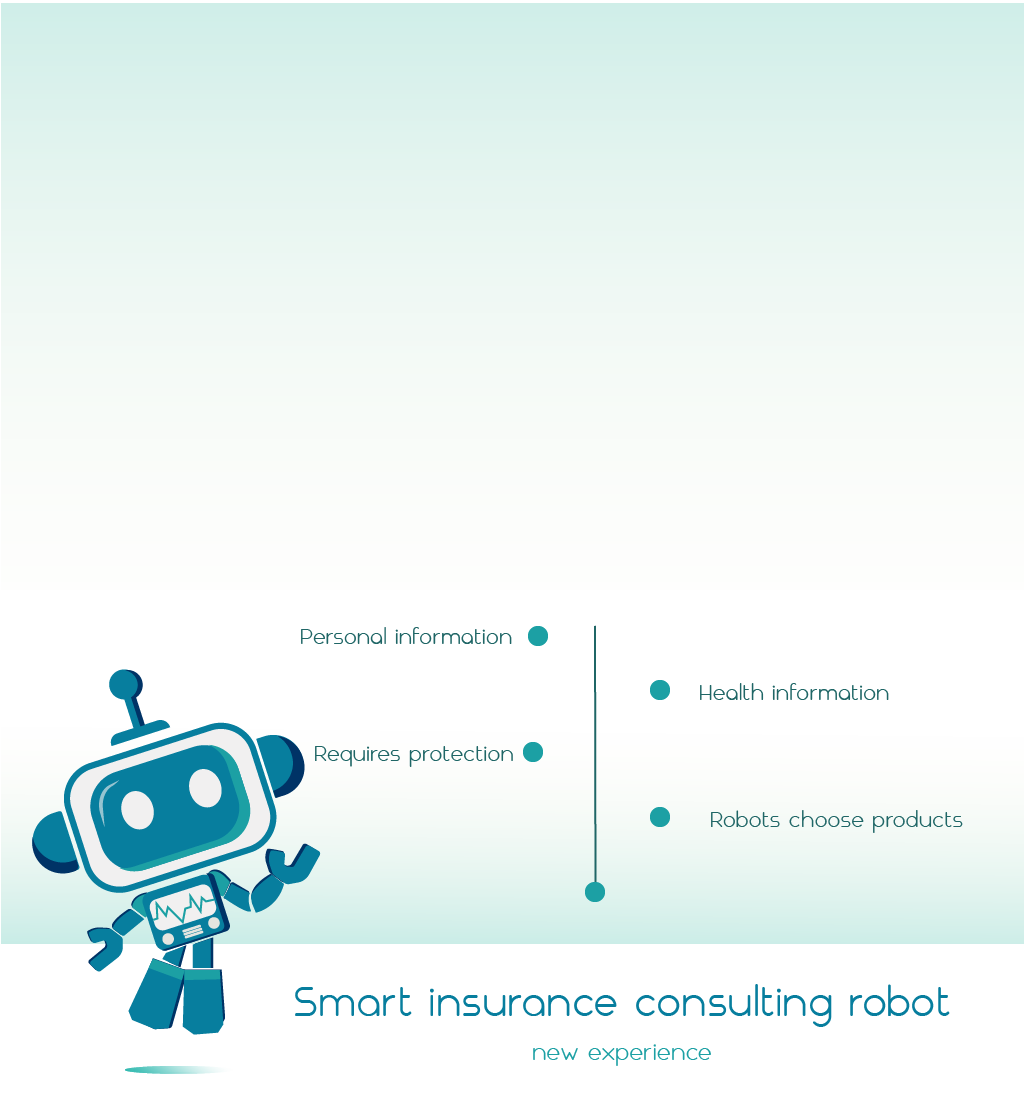 Personal information
Health information
Requires protection
Robots choose products
Smart insurance consulting robot
new experience